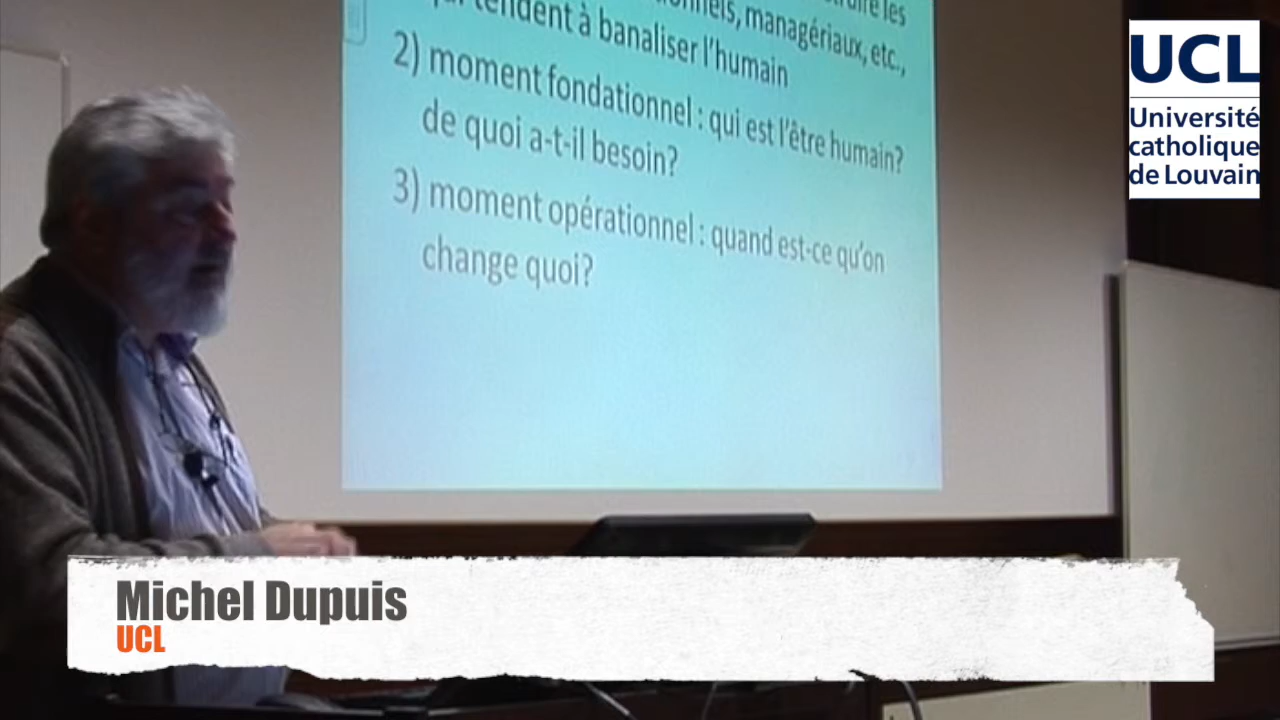 les
managériaux, etc.,
tendent à banaliser l'humain
2) moment fondationnel : qui est l'être humain?
de quoi a-t-il besoin?
3) moment opérationnel : quand est-ce qu'on
change quoi?
UCL
Université
catholique
de Louvain
Michel Dupuis
UCL